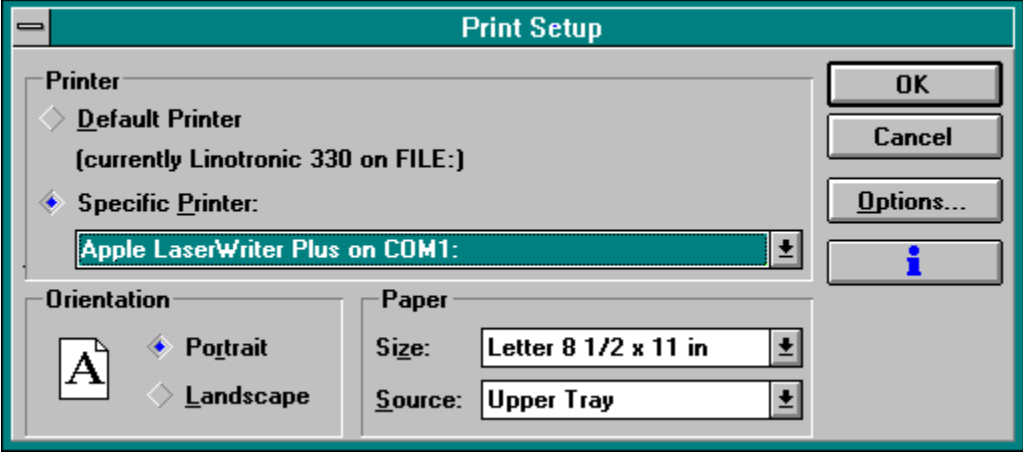 Print Setup
Printer
Default Printer
(currently Linotronic 330 on FILE:)
Specific Printer:
Apple LaserWriter Plus on COM1:
OK
Cancel
Options...
i
Orientation
A
Portrait
Landscape
Paper
Size: Letter 8 1/2 x 11 in
Source: Upper Tray